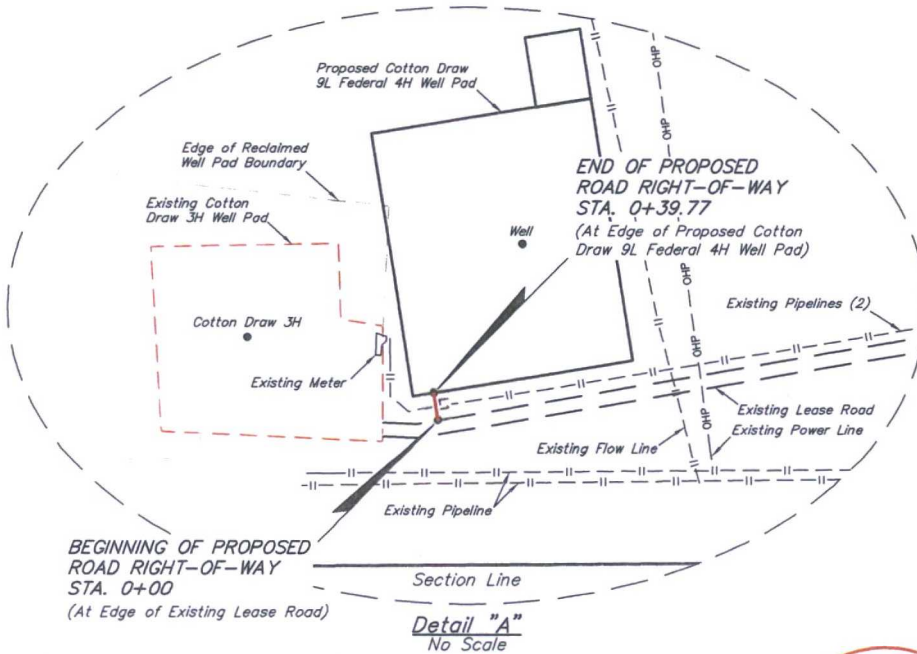 Proposed Cotton Draw
9L Federal 4H Well Pad
Edge of Reclaimed
Well Pad Boundary
Existing Cotton
Draw 3H Well Pad
END OF PROPOSED
ROAD RIGHT-OF-WAY
STA. 0+39.77
(At Edge of Proposed Cotton
Draw 9L Federal 4H Well Pad)
Well
OHP
OHP
OHP
OHP
OHP
Existing Pipelines (2)
Cotton Draw 3H
Existing Meter
Existing Lease Road
Existing Power Line
Existing Flow Line
Existing Pipeline
BEGINNING OF PROPOSED
ROAD RIGHT-OF-WAY
STA. 0+00
(At Edge of Existing Lease Road)
Section Line
Detail "A"
No Scale